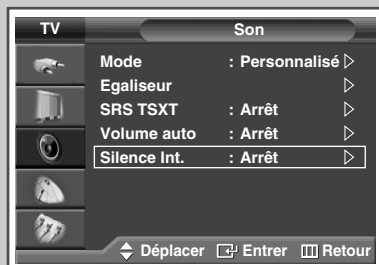 TV Son
Mode : Personnalisé
Egaliseur
SRS TSXT : Arrêt
Volume auto : Arrêt
Silence Int. : Arrêt
Déplacer Entrer Retour